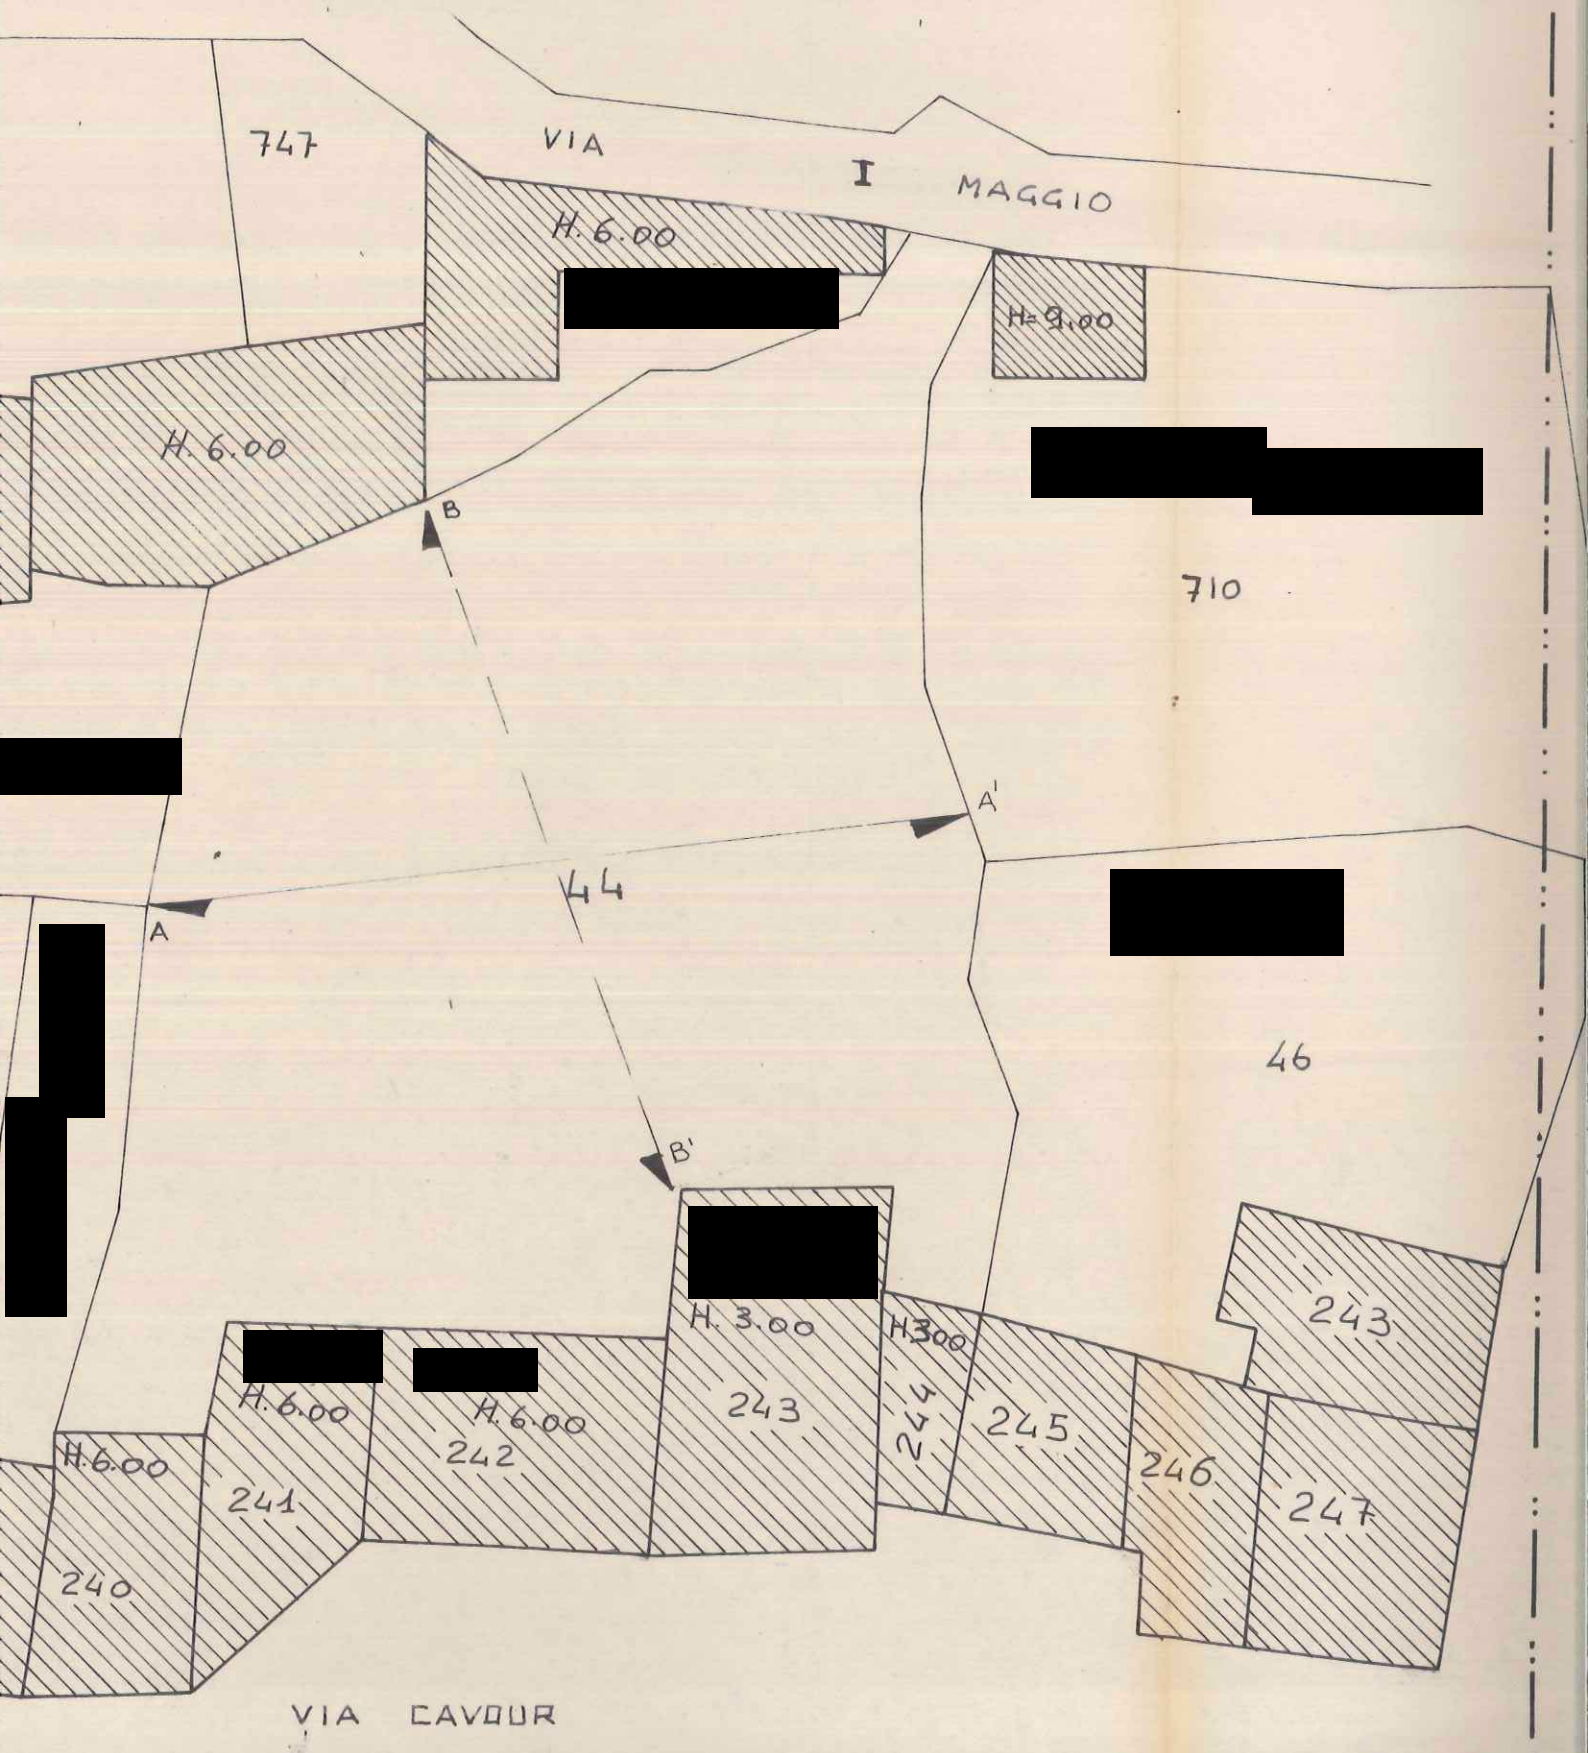 747
VIA I MAGGIO
H. 6.00
H=9.00
H. 6.00
B
710
A'
44
A
46
B'
243
H. 3.00
H300
H. 6.00
H. 6.00
243
244
245
242
H.6.00
246
241
247
240
VIA CAVOUR